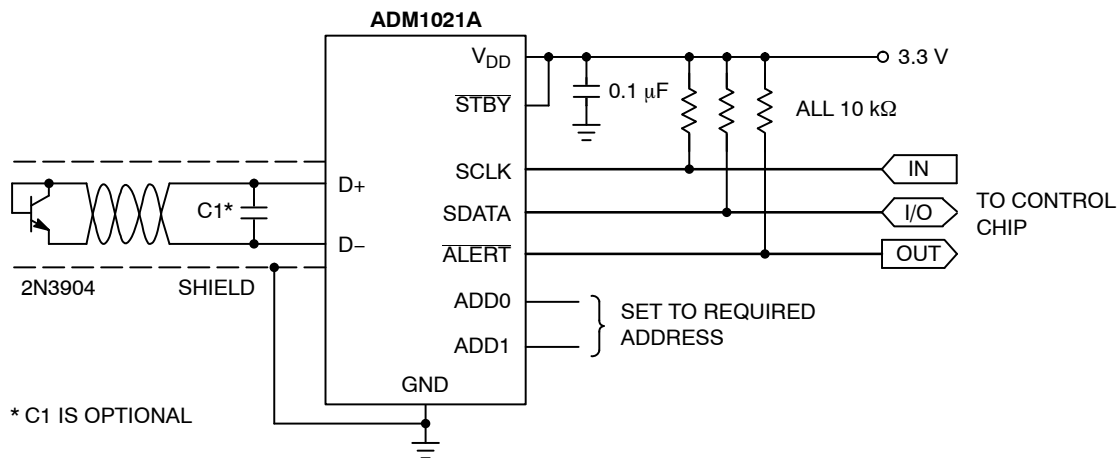 ADM1021A
VDD
3.3 V
STBY
0.1 μF
ALL 10 kΩ
D+
SCLK
IN
C1*
SDATA
I/O
TO CONTROL
CHIP
D−
ALERT
OUT
2N3904
SHIELD
ADD0
SET TO REQUIRED
ADDRESS
ADD1
GND
* C1 IS OPTIONAL